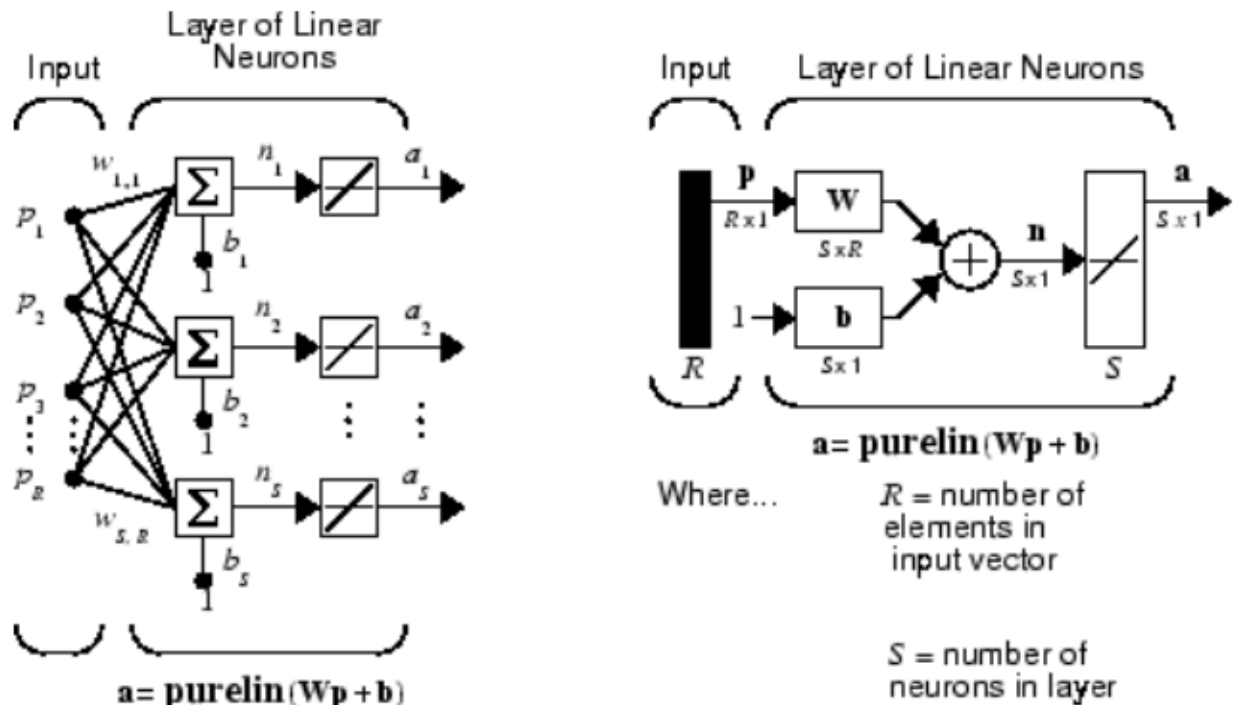 Layer of Linear
Neurons
Input
w1,1
n1
a1
Σ
p1
b1
1
p2
n2
a2
Σ
p3
b2
1
pR
nS
aS
Σ
wS, R
bS
1
a= purelin(Wp + b)
Input
Layer of Linear Neurons
p
a
W
R x 1
S x 1
S x R
n
+
S x 1
1
b
R
S x 1
S
a= purelin(Wp + b)
Where...
R = number of
elements in
input vector
S = number of
neurons in layer